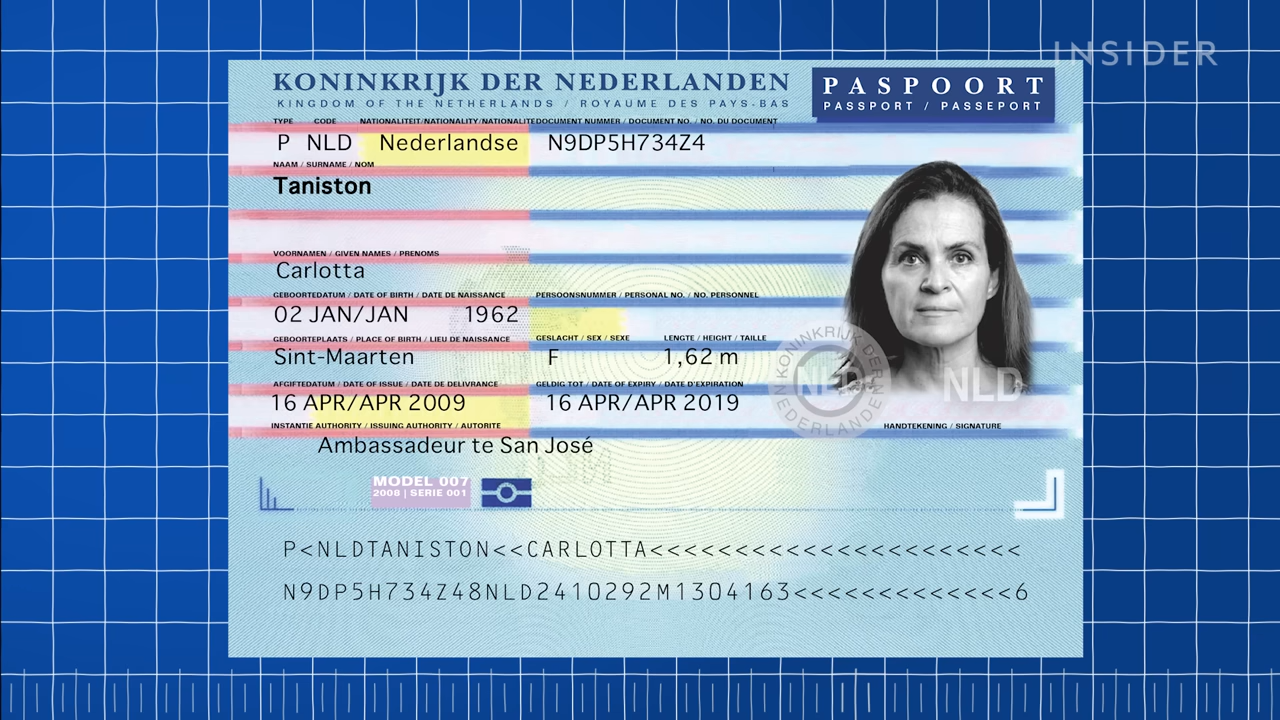 INSIDER
KONINKRIJK DER NEDERLANDEN
PASPOORT
KINGDOM OF THE NETHERLANDS / ROYAUME DES PAYS-BAS
PASSPORT / PASSEPORT
TYPE CODE NATIONALITEIT/NATIONALITY/NATIONALITE DOCUMENT NUMMER / DOCUMENT NO. / NO. DU DOCUMENT
P NLD Nederlandse N9DP5H734Z4
NAAM / SURNAME / NOM
Taniston
VOORNAMEN / GIVEN NAMES / PRENOMS
Carlotta
GEBOORTEDATUM / DATE OF BIRTH / DATE DE NAISSANCE PERSOONSNUMMER / PERSONAL NO. / NO. PERSONNEL
02 JAN/JAN 1962
GEBOORTEPLAATS / PLACE OF BIRTH / LIEU DE NAISSANCE GESLACHT / SEX / SEXE LENGTE / HEIGHT / TAILLE
Sint-Maarten F 1,62 m
KONINKRIJK DER NEDERLANDEN
NLD
NLD
AFGIFTEDATUM / DATE OF ISSUE / DATE DE DELIVRANCE GELDIG TOT / DATE OF EXPIRY / DATE D'EXPIRATION
16 APR/APR 2009 16 APR/APR 2019
INSTANTIE AUTHORITY / ISSUING AUTHORITY / AUTORITE HANDTEKENING / SIGNATURE
Ambassadeur te San José
MODEL 007
2008 | SERIE 001
P<NLDTANISTON<<CARLOTTA<<<<<<<<<<<<<<<<<<<<<<
N9DP5H734Z48NLD2410292M1304163<<<<<<<<<<<<<6